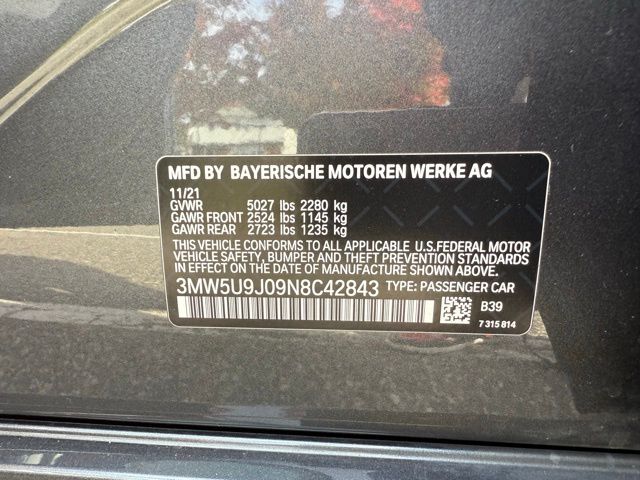 MFD BY BAYERISCHE MOTOREN WERKE AG
11/21
GVWR 5027 lbs 2280 kg
GAWR FRONT 2524 lbs 1145 kg
GAWR REAR 2723 lbs 1235 kg
THIS VEHICLE CONFORMS TO ALL APPLICABLE U.S.FEDERAL MOTOR
VEHICLE SAFETY, BUMPER AND THEFT PREVENTION STANDARDS
IN EFFECT ON THE DATE OF MANUFACTURE SHOWN ABOVE.
3MW5U9J09N8C42843 TYPE: PASSENGER CAR
B39
7 315 814